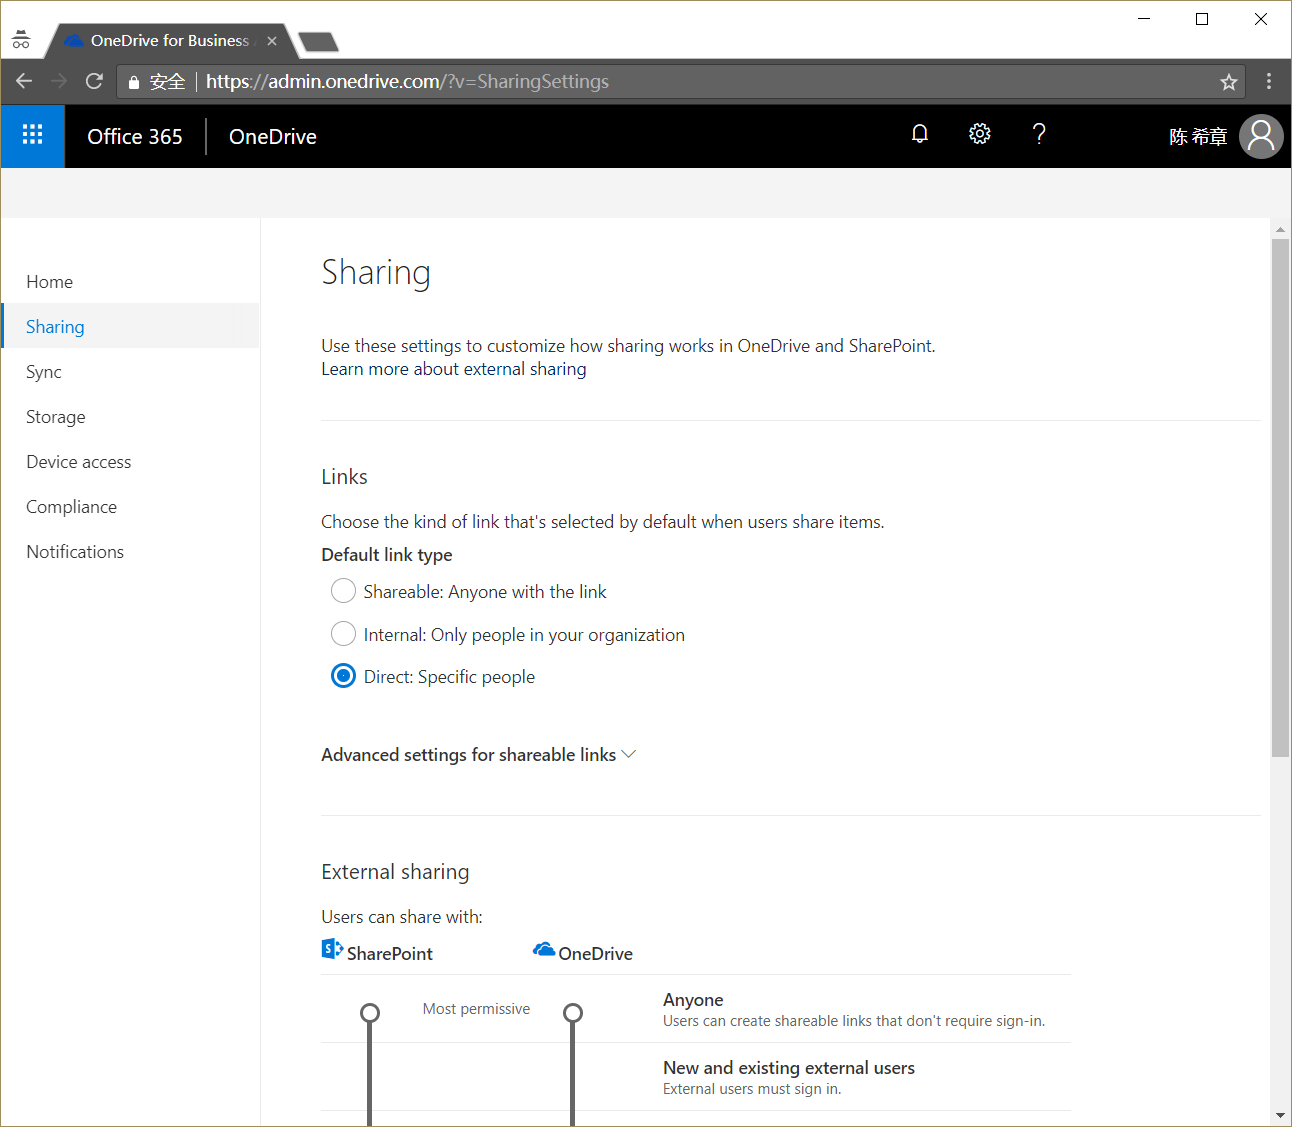 OneDrive for Business
安全 https://admin.onedrive.com/?v=SharingSettings
Office 365 OneDrive ? 陈 希章
Home
Sharing
Sync
Storage
Device access
Compliance
Notifications
Sharing
Use these settings to customize how sharing works in OneDrive and SharePoint.
Learn more about external sharing
Links
Choose the kind of link that's selected by default when users share items.
Default link type
Shareable: Anyone with the link
Internal: Only people in your organization
Direct: Specific people
Advanced settings for shareable links
External sharing
Users can share with:
SharePoint OneDrive
Most permissive
Anyone
Users can create shareable links that don't require sign-in.
New and existing external users
External users must sign in.